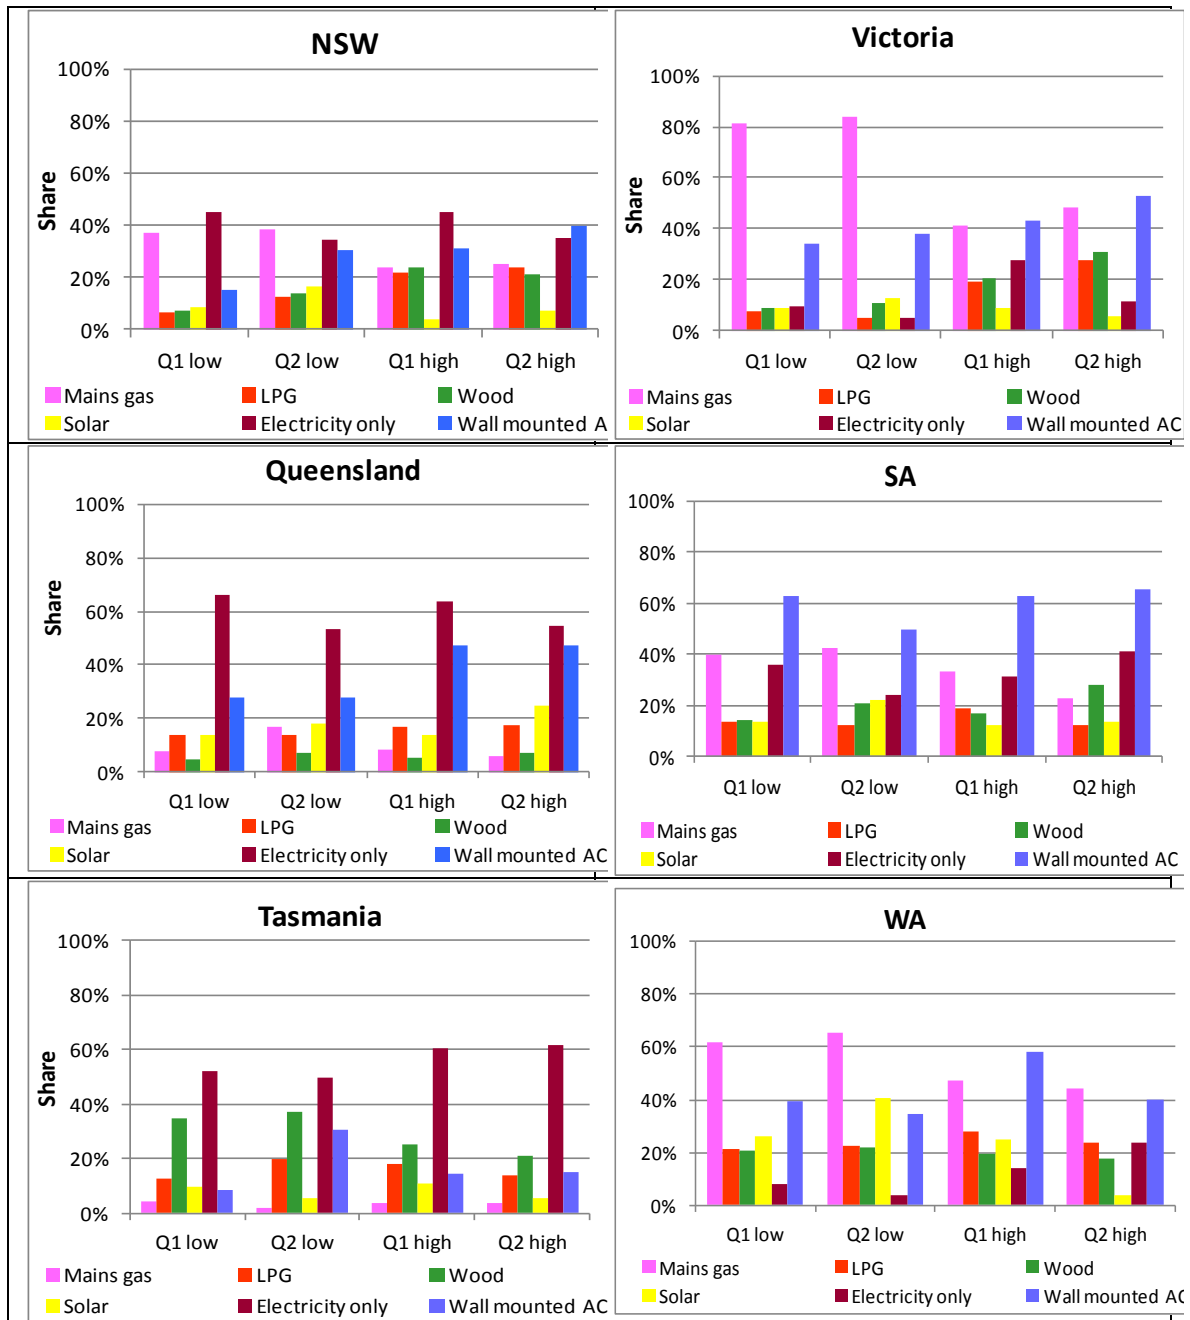 NSW
100%
80%
60%
40%
20%
0%
Share
Q1 low Q2 low Q1 high Q2 high
Mains gas LPG Wood
Solar Electricity only Wall mounted A
Victoria
100%
80%
60%
40%
20%
0%
Share
Q1 low Q2 low Q1 high Q2 high
Mains gas LPG Wood
Solar Electricity only Wall mounted AC
Queensland
100%
80%
60%
40%
20%
0%
Share
Q1 low Q2 low Q1 high Q2 high
Mains gas LPG Wood
Solar Electricity only Wall mounted AC
SA
100%
80%
60%
40%
20%
0%
Q1 low Q2 low Q1 high Q2 high
Mains gas LPG Wood
Solar Electricity only Wall mounted AC
Tasmania
100%
80%
60%
40%
20%
0%
Share
Q1 low Q2 low Q1 high Q2 high
Mains gas LPG Wood
Solar Electricity only Wall mounted AC
WA
100%
80%
60%
40%
20%
0%
Q1 low Q2 low Q1 high Q2 high
Mains gas LPG Wood
Solar Electricity only Wall mounted AC